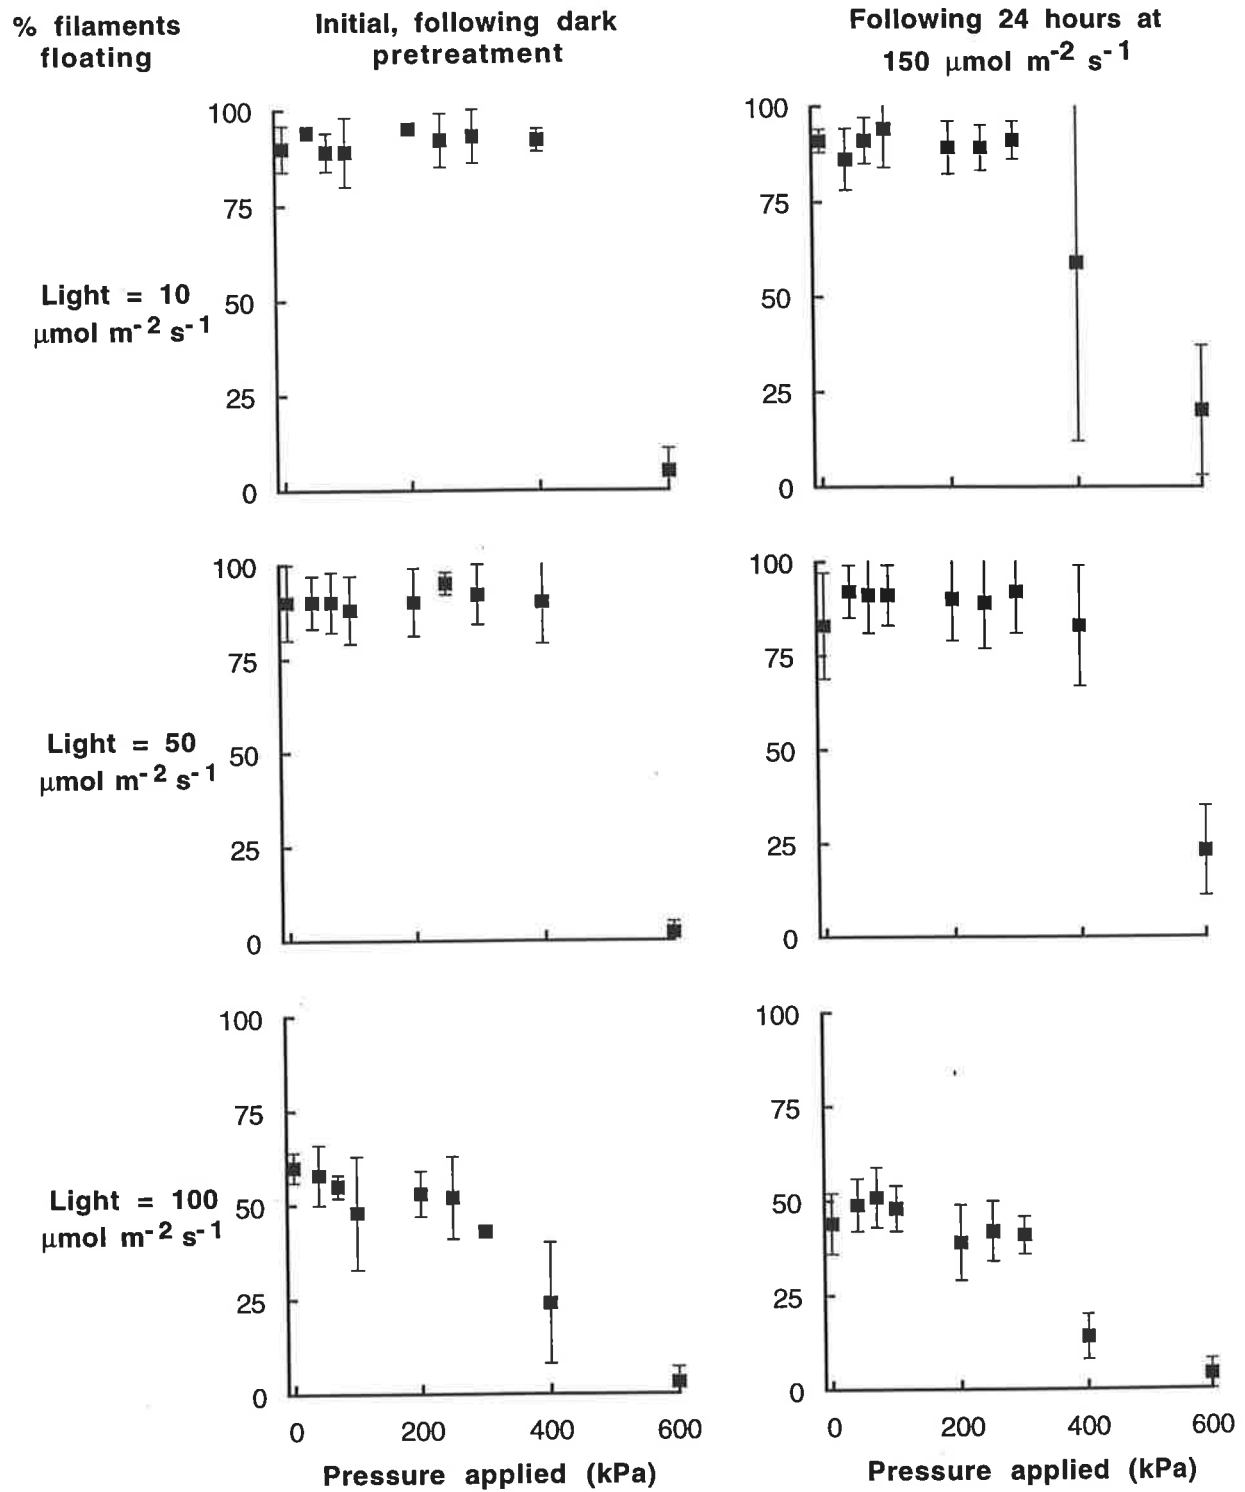 % filaments
floating
Initial, following dark
pretreatment
Following 24 hours at
150 μmol m⁻² s⁻¹
100
75
50
25
0
100
75
50
25
0
Light = 10
μmol m⁻² s⁻¹
100
75
50
25
0
100
75
50
25
0
Light = 50
μmol m⁻² s⁻¹
100
75
50
25
0
100
75
50
25
0
Light = 100
μmol m⁻² s⁻¹
0 200 400 600
0 200 400 600
Pressure applied (kPa)
Pressure applied (kPa)